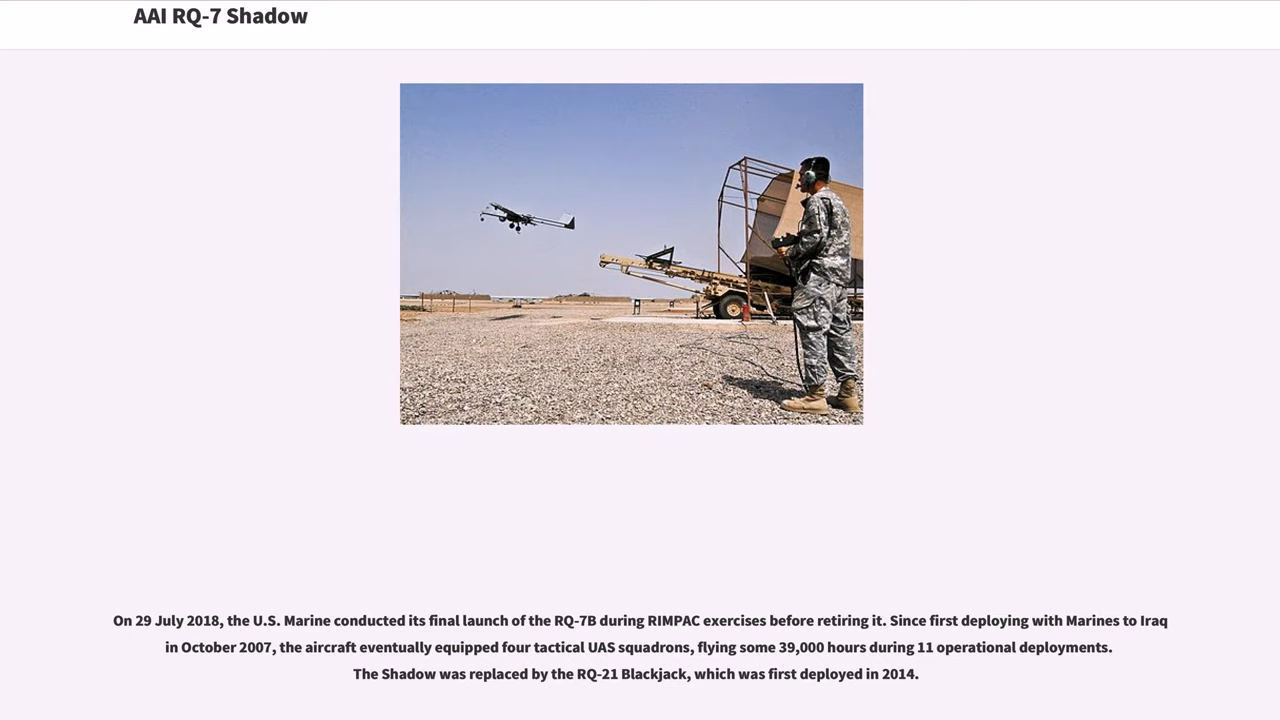 AAI RQ-7 Shadow
On 29 July 2018, the U.S. Marine conducted its final launch of the RQ-7B during RIMPAC exercises before retiring it. Since first deploying with Marines to Iraq
in October 2007, the aircraft eventually equipped four tactical UAS squadrons, flying some 39,000 hours during 11 operational deployments.
The Shadow was replaced by the RQ-21 Blackjack, which was first deployed in 2014.